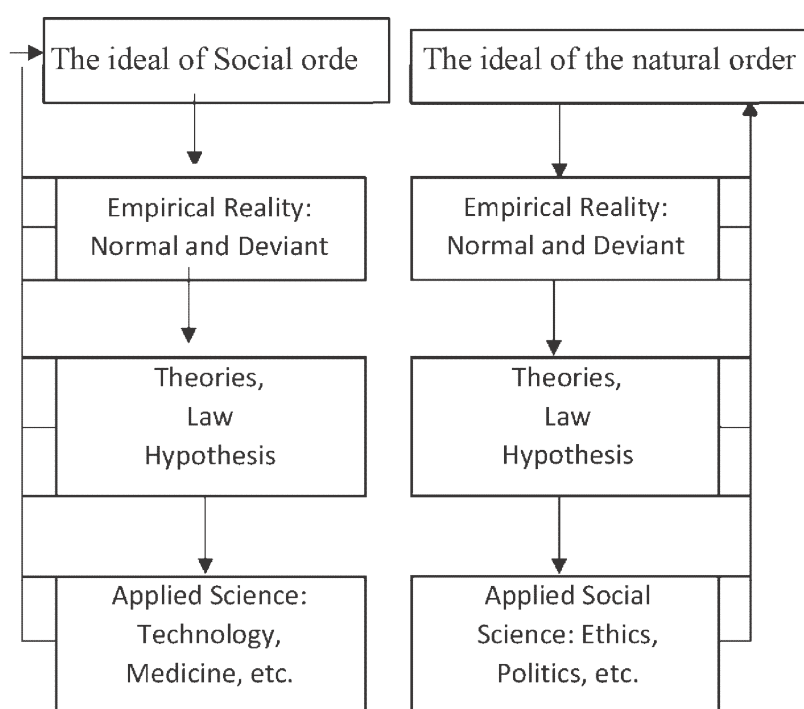 The ideal of Social orde
Empirical Reality:
Normal and Deviant
Theories,
Law
Hypothesis
Applied Science:
Technology,
Medicine, etc.
The ideal of the natural order
Empirical Reality:
Normal and Deviant
Theories,
Law
Hypothesis
Applied Social
Science: Ethics,
Politics, etc.